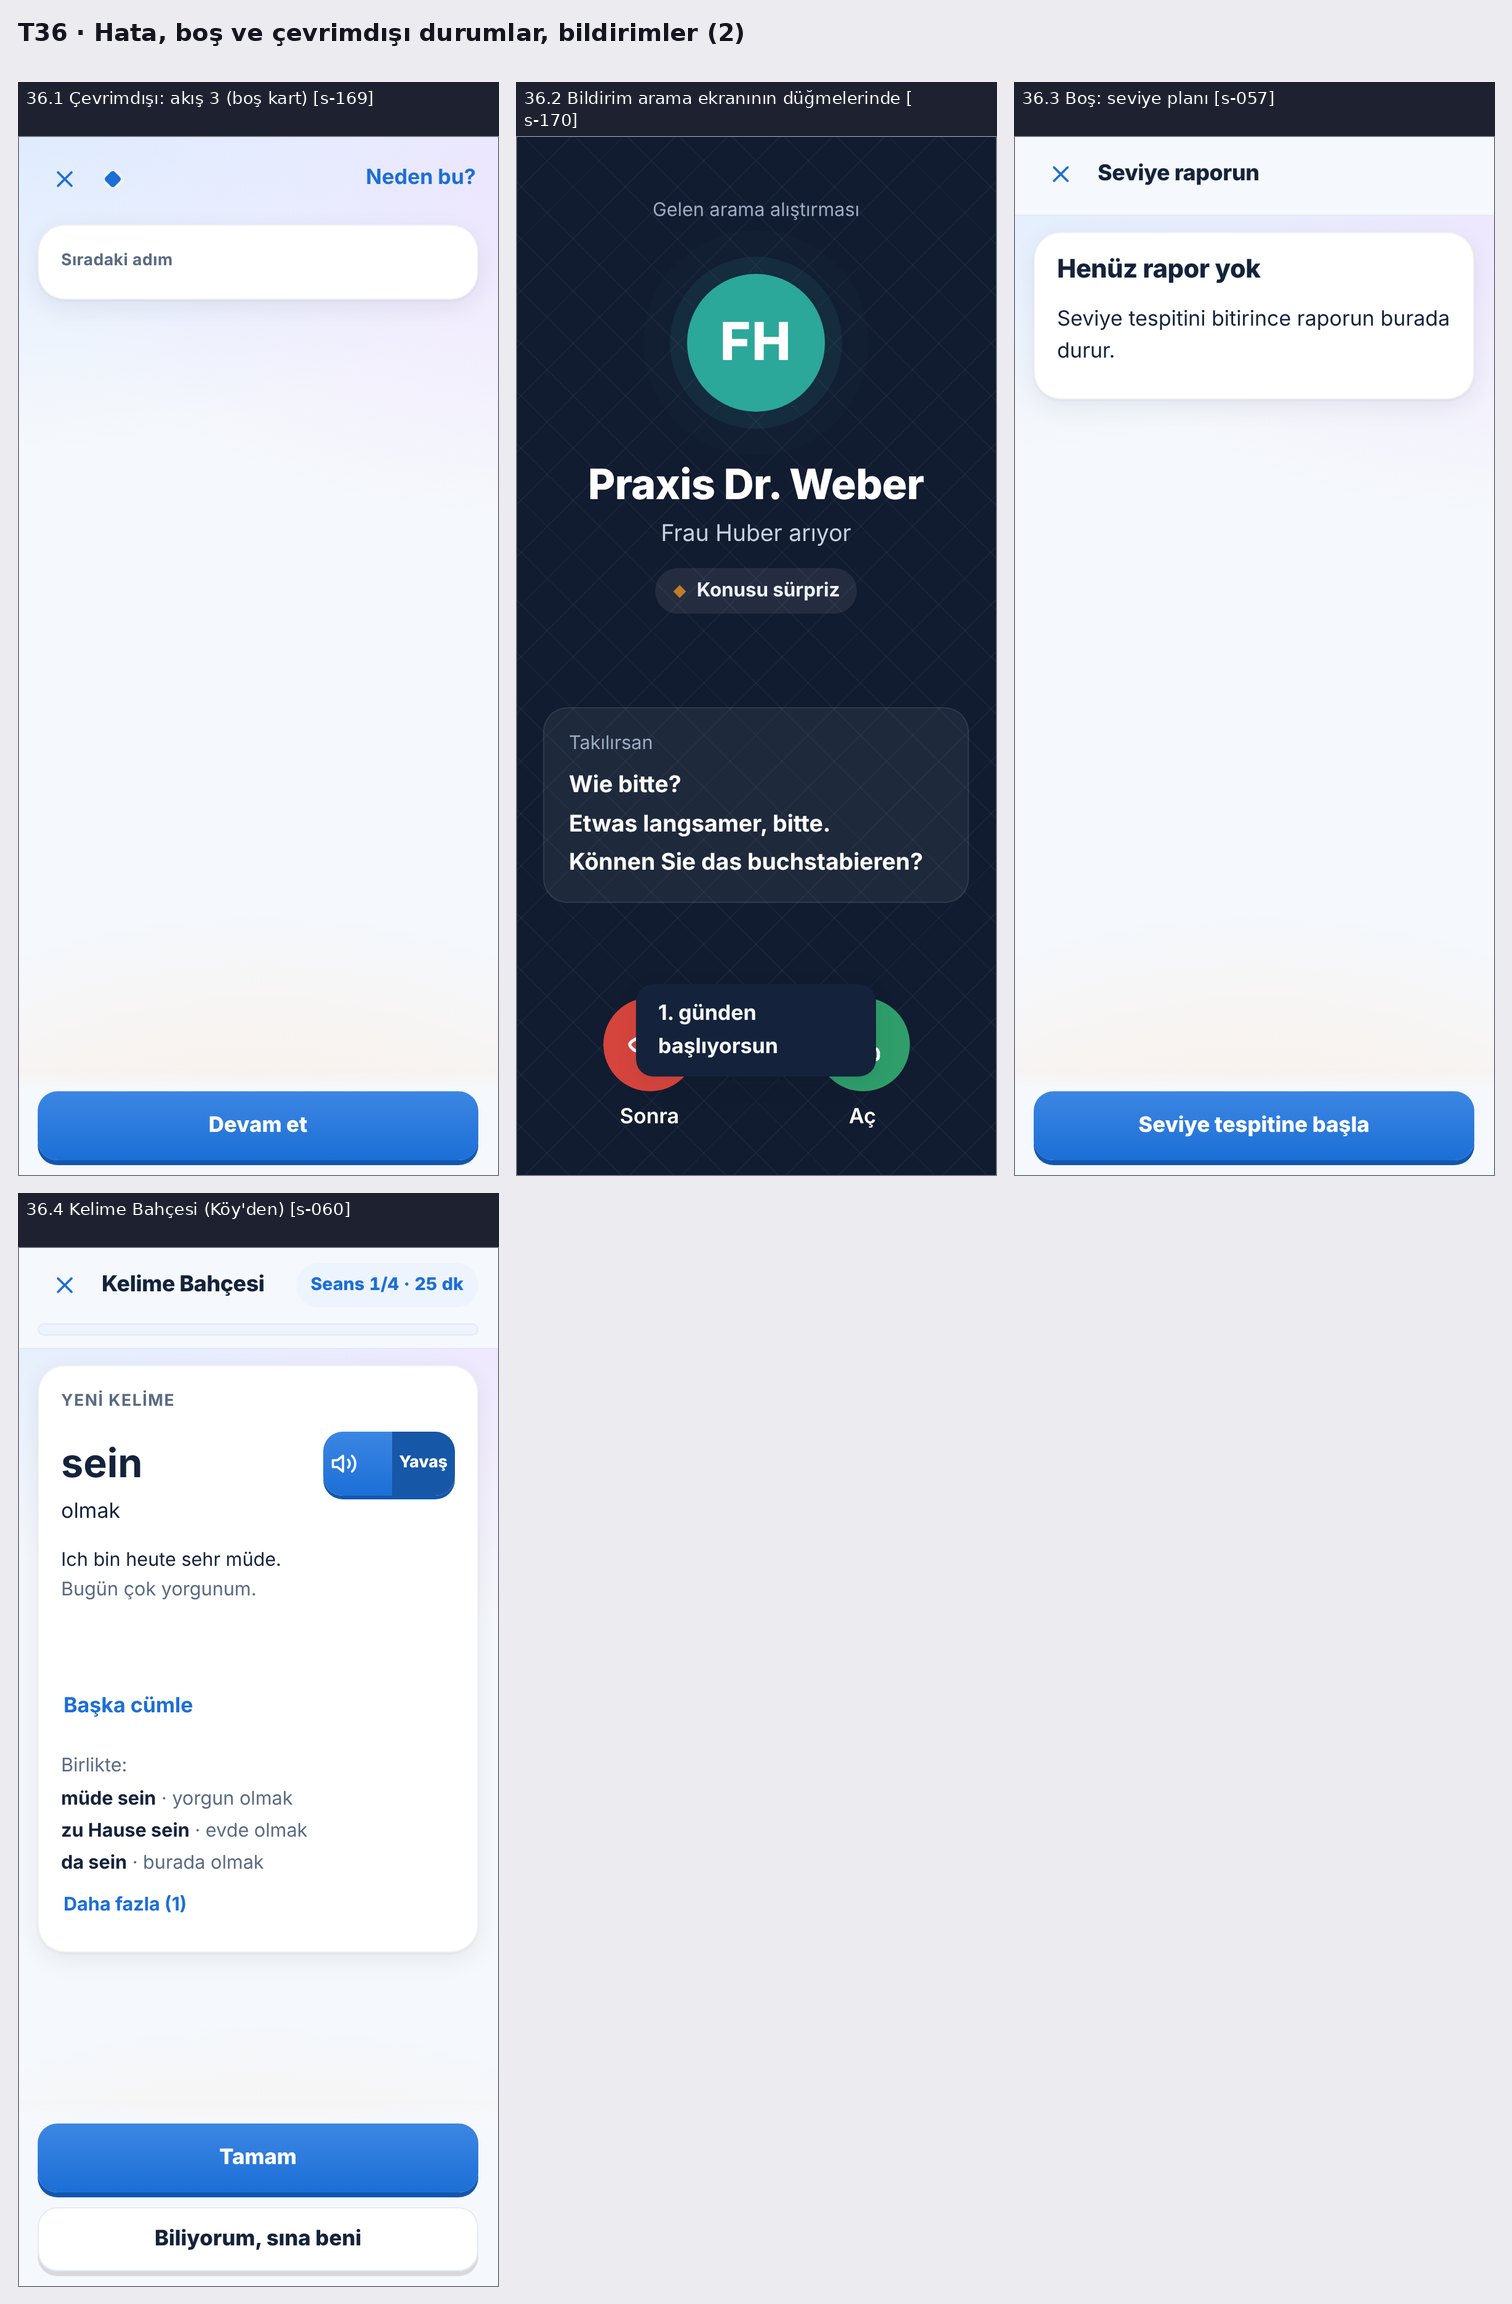 T36 · Hata, boş ve çevrimdışı durumlar, bildirimler (2)
36.1 Çevrimdışı: akış 3 (boş kart) [s-169]
Neden bu?
Sıradaki adım
Devam et
36.2 Bildirim arama ekranının düğmelerinde [
s-170]
Gelen arama alıştırması
FH
Praxis Dr. Weber
Frau Huber arıyor
Konusu sürpriz
Takılırsan
Wie bitte?
Etwas langsamer, bitte.
Können Sie das buchstabieren?
1. günden
başlıyorsun
Sonra
Aç
36.3 Boş: seviye planı [s-057]
Seviye raporun
Henüz rapor yok
Seviye tespitini bitirince raporun burada
durur.
Seviye tespitine başla
36.4 Kelime Bahçesi (Köy'den) [s-060]
Kelime Bahçesi
Seans 1/4 · 25 dk
YENİ KELİME
sein
Yavaş
olmak
Ich bin heute sehr müde.
Bugün çok yorgunum.
Başka cümle
Birlikte:
müde sein · yorgun olmak
zu Hause sein · evde olmak
da sein · burada olmak
Daha fazla (1)
Tamam
Biliyorum, sına beni